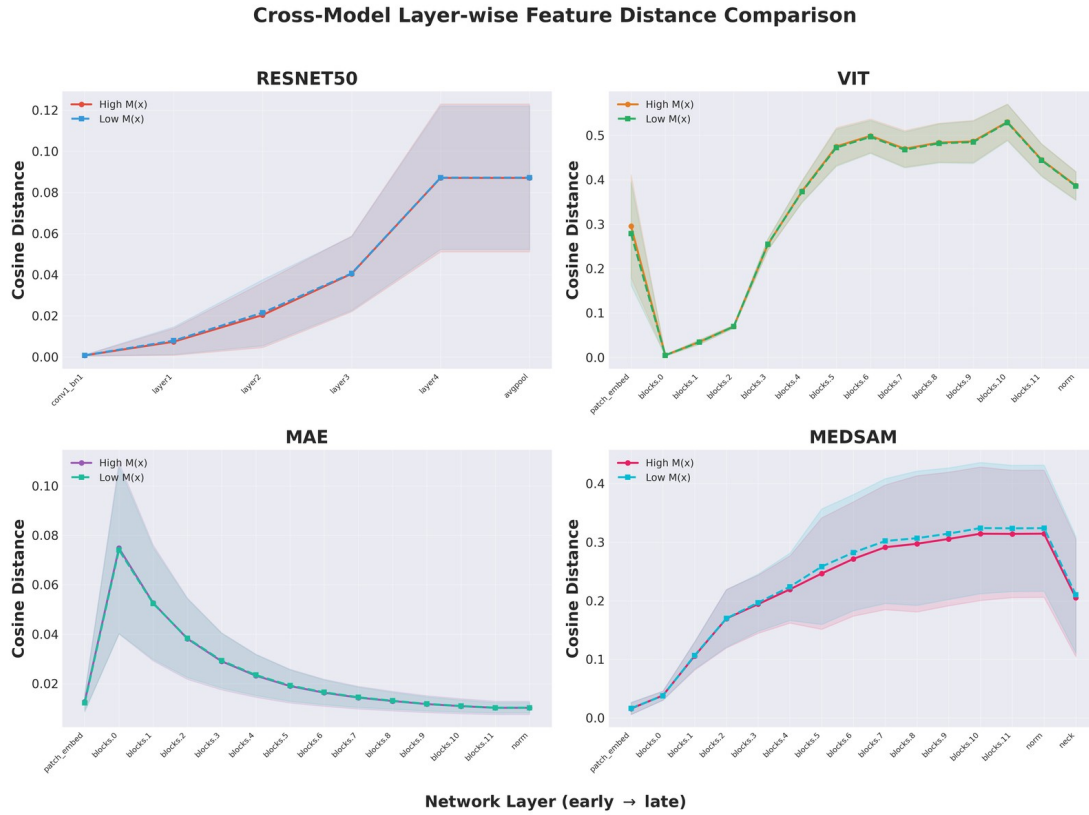 Cross-Model Layer-wise Feature Distance Comparison
RESNET50
High M(x)
Low M(x)
Cosine Distance
0.12
0.10
0.08
0.06
0.04
0.02
0.00
conv1_bn1
layer1
layer2
layer3
layer4
avgpool
VIT
High M(x)
Low M(x)
Cosine Distance
0.5
0.4
0.3
0.2
0.1
0.0
patch_embed
blocks.0
blocks.1
blocks.2
blocks.3
blocks.4
blocks.5
blocks.6
blocks.7
blocks.8
blocks.9
blocks.10
blocks.11
norm
MAE
High M(x)
Low M(x)
Cosine Distance
0.10
0.08
0.06
0.04
0.02
patch_embed
blocks.0
blocks.1
blocks.2
blocks.3
blocks.4
blocks.5
blocks.6
blocks.7
blocks.8
blocks.9
blocks.10
blocks.11
norm
MEDSAM
High M(x)
Low M(x)
Cosine Distance
0.4
0.3
0.2
0.1
0.0
patch_embed
blocks.0
blocks.1
blocks.2
blocks.3
blocks.4
blocks.5
blocks.6
blocks.7
blocks.8
blocks.9
blocks.10
blocks.11
norm
neck
Network Layer (early → late)